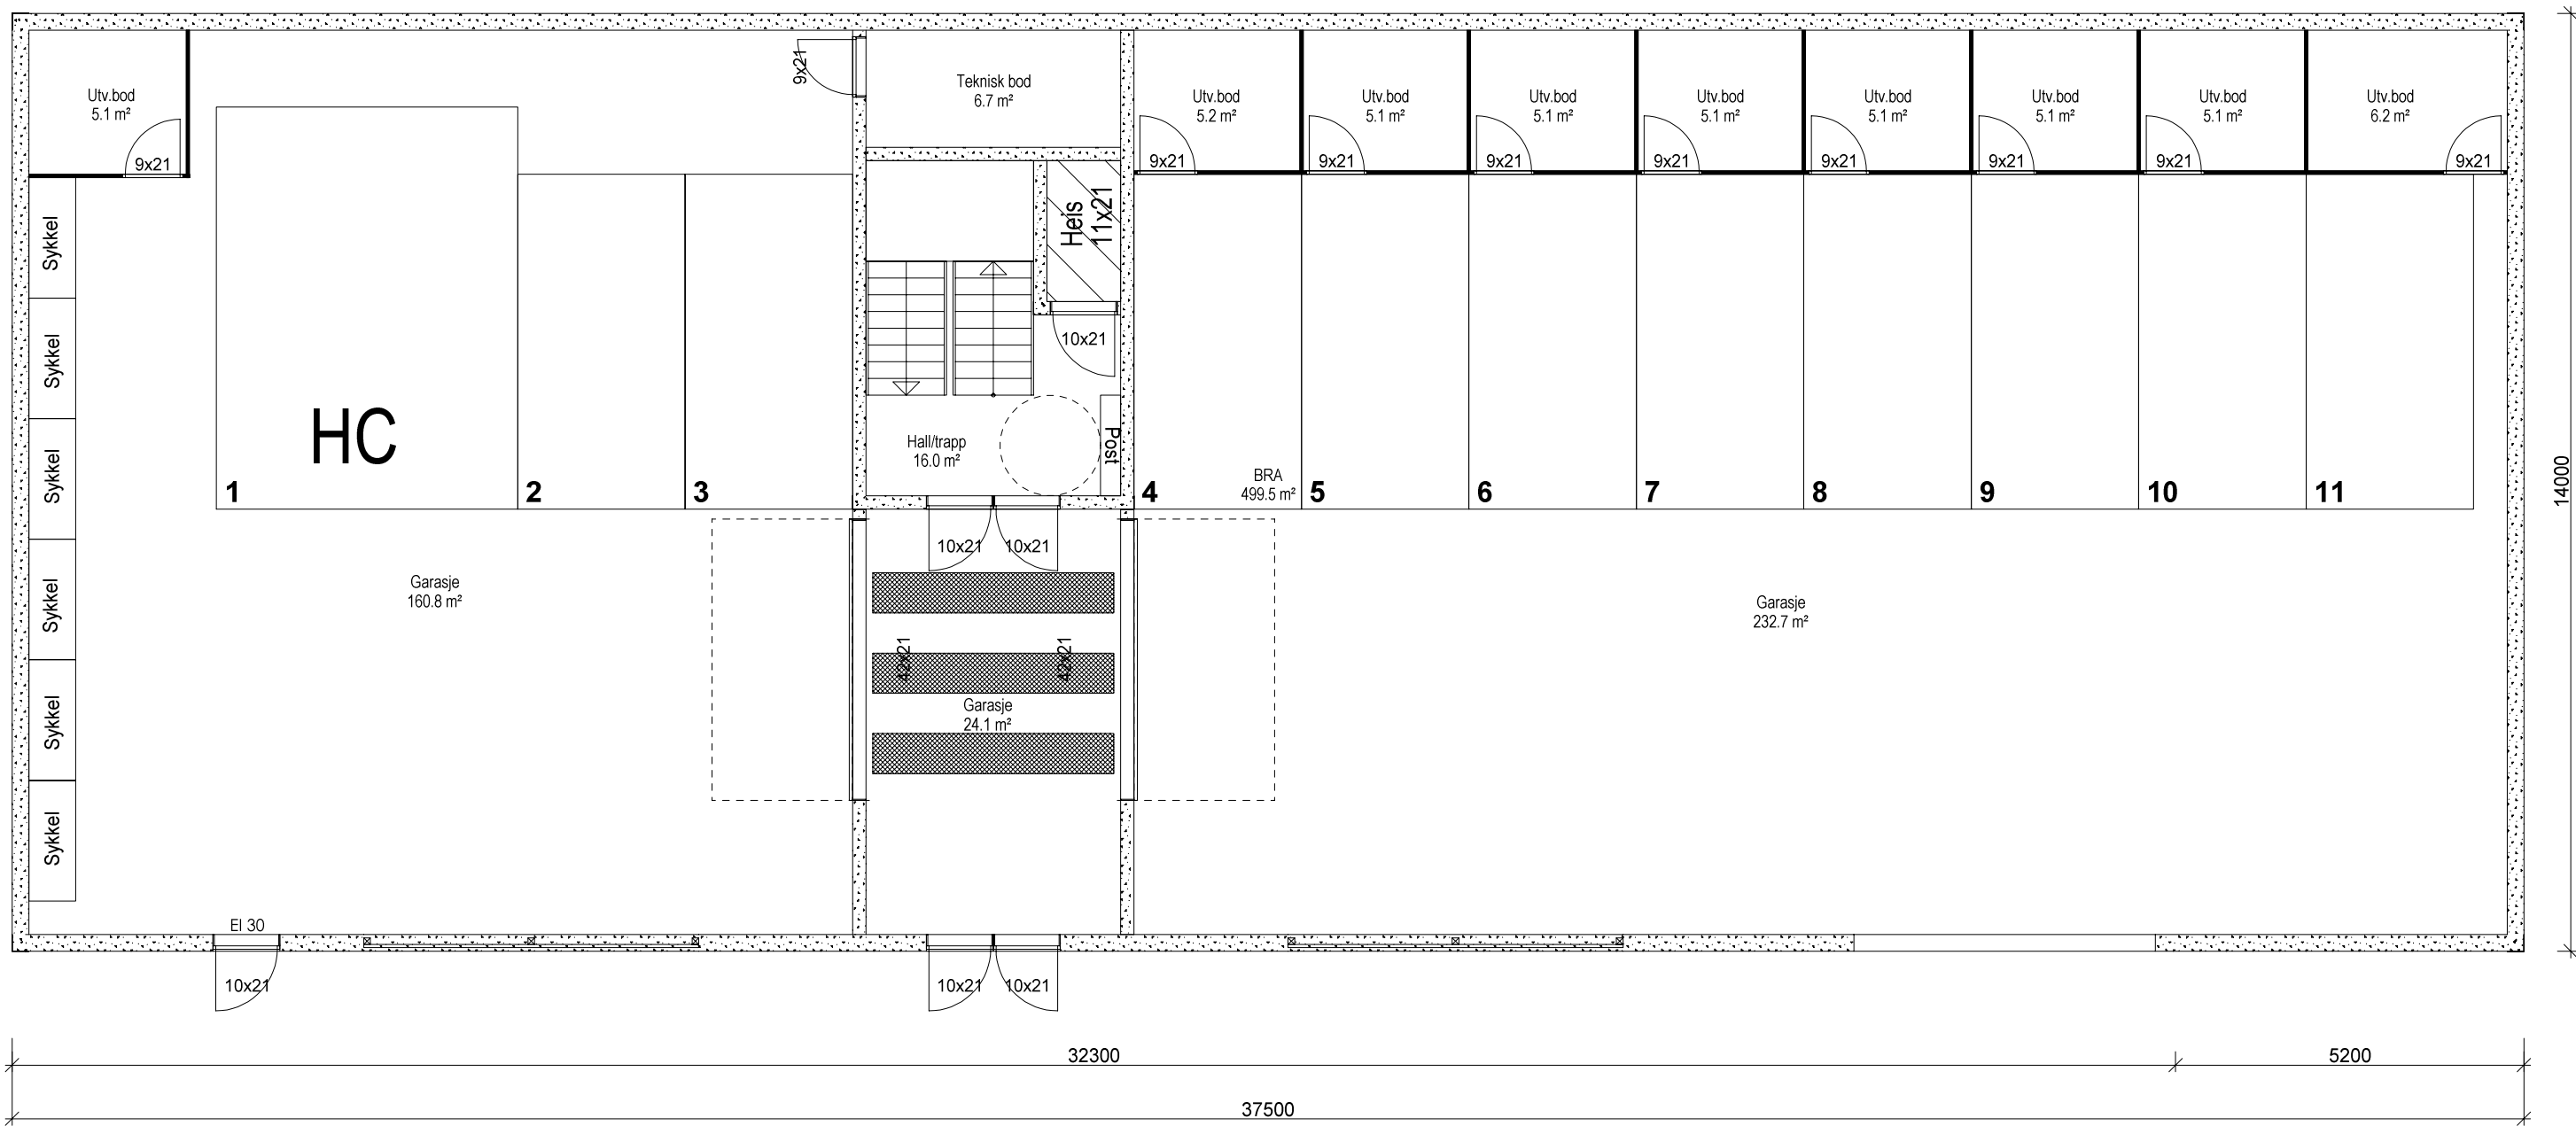 Utv.bod
5.1 m²
9x21
9x21
Teknisk bod
6.7 m²
Utv.bod
5.2 m²
9x21
Utv.bod
5.1 m²
9x21
Utv.bod
5.1 m²
9x21
Utv.bod
5.1 m²
9x21
Utv.bod
5.1 m²
9x21
Utv.bod
5.1 m²
9x21
Utv.bod
5.1 m²
9x21
Utv.bod
6.2 m²
9x21
Sykkel
Sykkel
Sykkel
Sykkel
Sykkel
Sykkel
HC
1
2
3
Heis
11x21
10x21
Hall/trapp
16.0 m²
Post
4
BRA
499.5 m²
5
6
7
8
9
10
11
10x21
10x21
Garasje
160.8 m²
42x21
42x21
Garasje
24.1 m²
Garasje
232.7 m²
14000
EI 30
10x21
10x21
10x21
32300
5200
37500